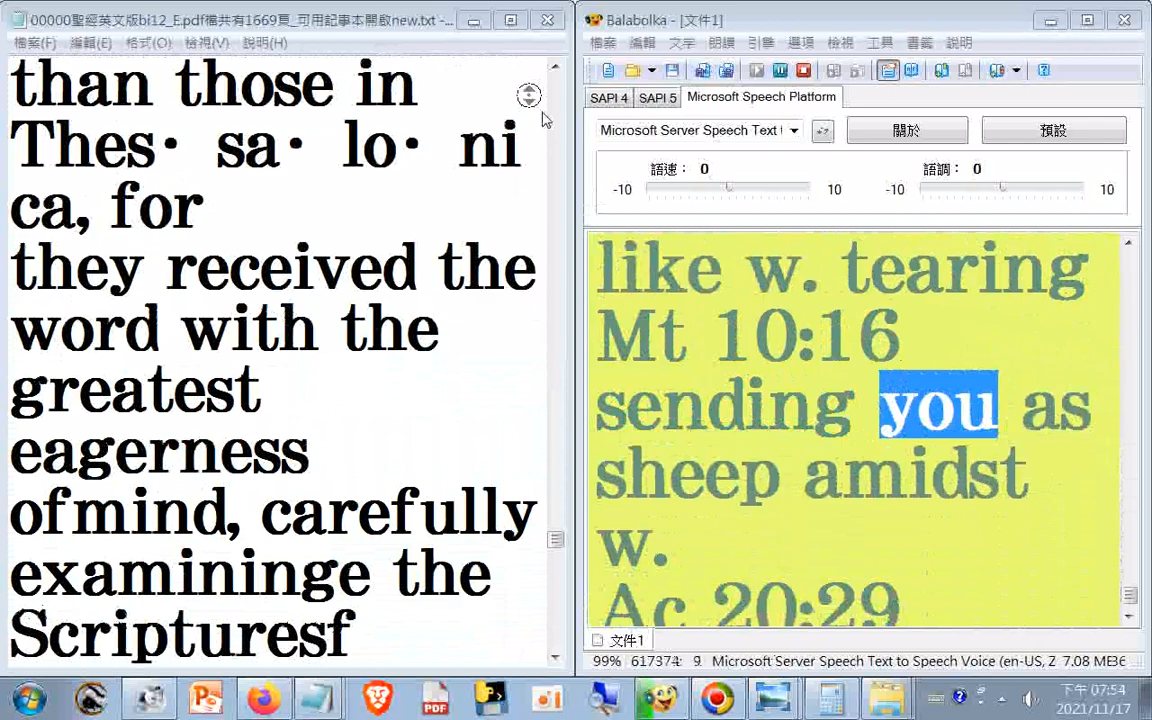 00000聖經英文版bi12_E.pdf檔共有1669頁_可用記事本開啟new.txt -...
檔案(F) 編輯(E) 格式(O) 檢視(V) 說明(H)
than those in
Thes· sa· lo· ni
ca, for
they received the
word with the
greatest
eagerness
ofmind, carefully
examininge the
Scripturesf
Balabolka - [文件1]
檔案 編輯 文字 朗讀 引擎 選項 檢視 工具 書籤 說明
SAPI 4 SAPI 5 Microsoft Speech Platform
Microsoft Server Speech Text 關於 預設
語速： 0 語調： 0
-10 10 -10 10
like w. tearing
Mt 10:16
sending you as
sheep amidst
w.
Ac 20:29
文件1
99% 617374: 9 Microsoft Server Speech Text to Speech Voice (en-US, Z 7.08 MB
PDF
下午 07:54
2021/11/17